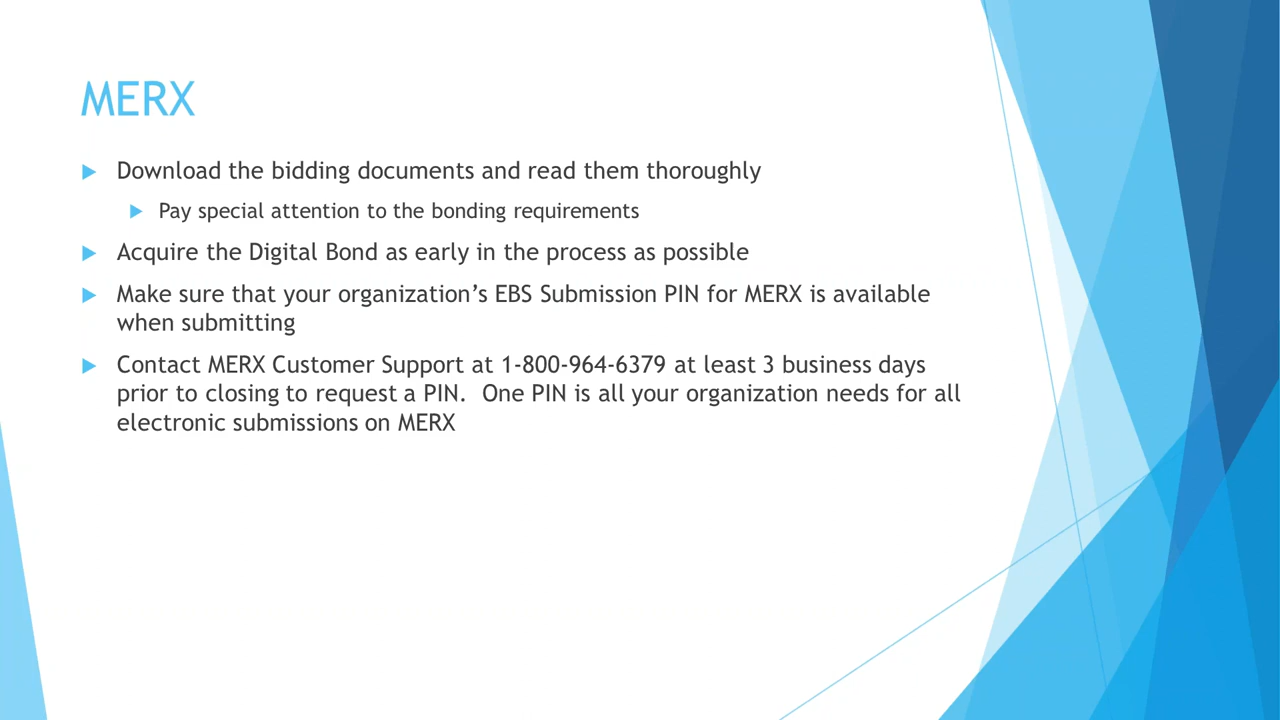 MERX
Download the bidding documents and read them thoroughly
Pay special attention to the bonding requirements
Acquire the Digital Bond as early in the process as possible
Make sure that your organization’s EBS Submission PIN for MERX is available
when submitting
Contact MERX Customer Support at 1-800-964-6379 at least 3 business days
prior to closing to request a PIN.  One PIN is all your organization needs for all
electronic submissions on MERX